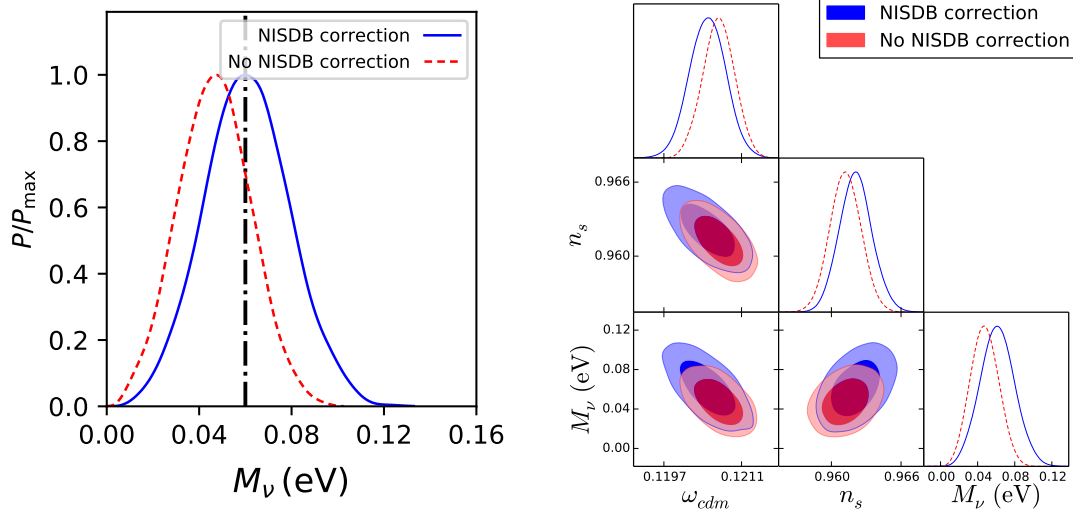 NISDB correction
No NISDB correction
1.0
0.8
0.6
0.4
0.2
0.0
P/P_max
0.00 0.04 0.08 0.12 0.16
M_ν (eV)
NISDB correction
No NISDB correction
0.966
0.960
n_s
0.12
0.08
0.04
0.00
M_ν (eV)
0.1197 0.1211
ω_cdm
0.960 0.966
n_s
0.00 0.04 0.08 0.12
M_ν (eV)